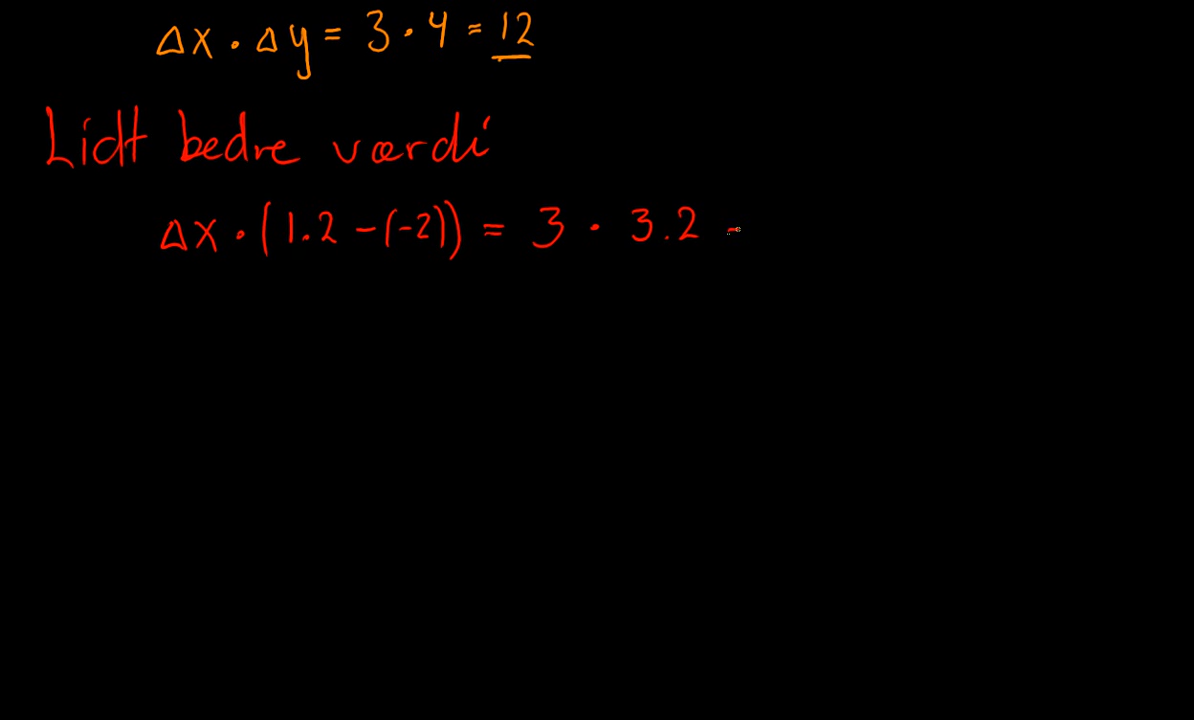 Δx · Δy = 3 · 4 = 12
Lidt bedre værdi
Δx · (1.2 - (-2)) = 3 · 3.2 -